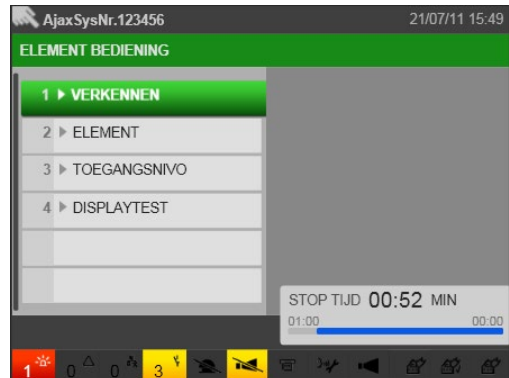 AjaxSysNr.123456 21/07/11 15:49
ELEMENT BEDIENING
1 VERKENNEN
2 ELEMENT
3 TOEGANGSNIVO
4 DISPLAYTEST
STOP TIJD 00:52 MIN
01:00 00:00
1 0 0 3